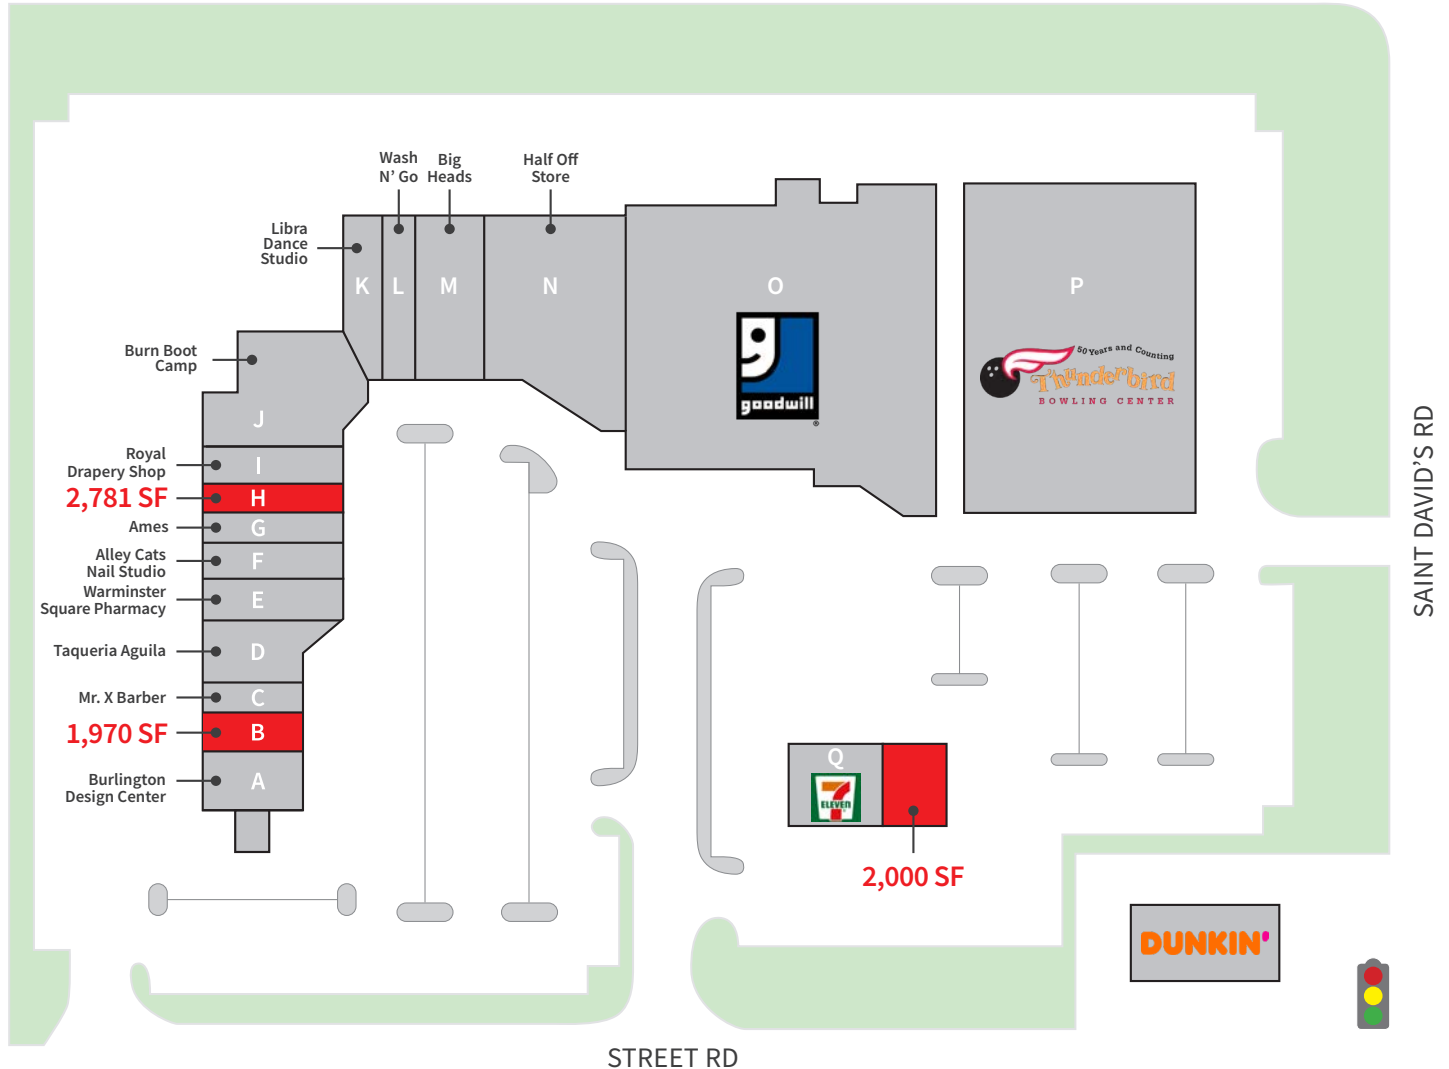 Wash
N’ Go
Big
Heads
Half Off
Store
Libra
Dance
Studio
K
L
M
N
O
P
goodwill
®
50 Years and Counting
Thunderbird
BOWLING CENTER
Burn Boot
Camp
J
Royal
Drapery Shop
I
2,781 SF
H
Ames
G
Alley Cats
Nail Studio
F
Warminster
Square Pharmacy
E
Taqueria Aguila
D
Mr. X Barber
C
1,970 SF
B
Burlington
Design Center
A
Q
7
ELEVEN
2,000 SF
DUNKIN'
SAINT DAVID’S RD
STREET RD